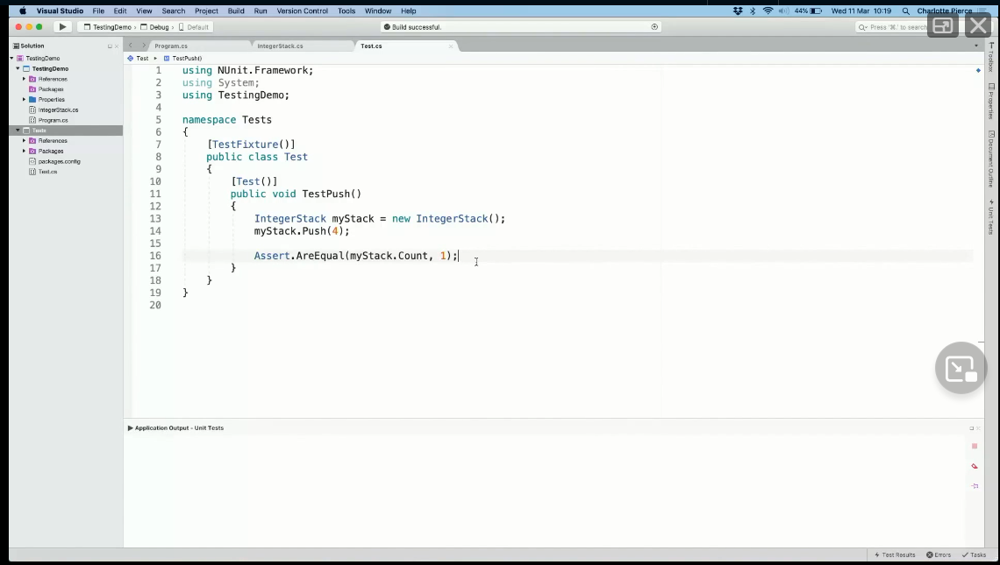 Visual Studio File Edit View Search Project Build Run Version Control Tools Window Help 44% Wed 11 Mar 10:19 Charlotte Pierce
TestingDemo › Debug › Default Build successful. Press '⌘.' to search
Solution
TestingDemo
TestingDemo
References
Packages
Properties
IntegerStack.cs
Program.cs
Tests
References
Packages
packages.config
Test.cs
Program.cs IntegerStack.cs Test.cs
Test TestPush()
1 using NUnit.Framework;
2 using System;
3 using TestingDemo;
4
5 namespace Tests
6 {
7 [TestFixture()]
8 public class Test
9 {
10 [Test()]
11 public void TestPush()
12 {
13 IntegerStack myStack = new IntegerStack();
14 myStack.Push(4);
15
16 Assert.AreEqual(myStack.Count, 1);
17 }
18 }
19 }
20
Toolbox
Properties
Document Outline
Unit Tests
Application Output - Unit Tests
Test Results Errors Tasks